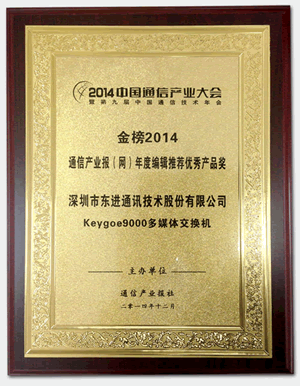 2014中国通信产业大会
暨第九届中国通信技术年会
金榜2014
通信产业报（网）年度编辑推荐优秀产品奖
深圳市东进通讯技术股份有限公司
Keygoe9000多媒体交换机
主办单位
通信产业报社
二零一四年十二月